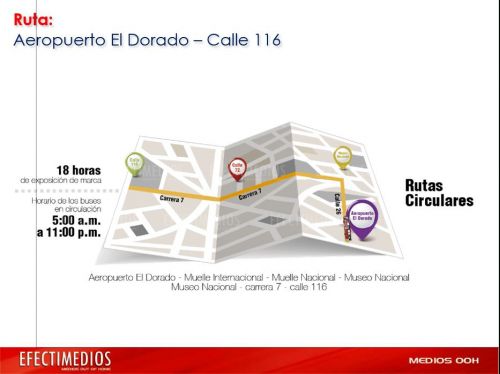 Ruta:
Aeropuerto El Dorado – Calle 116
18 horas
de exposición de marca
Horario de los buses
en circulación
5:00 a.m.
a 11:00 p.m.
Calle
116
Calle
72
Museo
Nacional
Carrera 7
Carrera 7
Calle 26
Aeropuerto
El Dorado
Rutas
Circulares
Aeropuerto El Dorado - Muelle Internacional - Muelle Nacional - Museo Nacional
Museo Nacional - carrera 7 - calle 116
EFECTIMEDIOS
MEDIOS OUT OF HOME
MEDIOS OOH